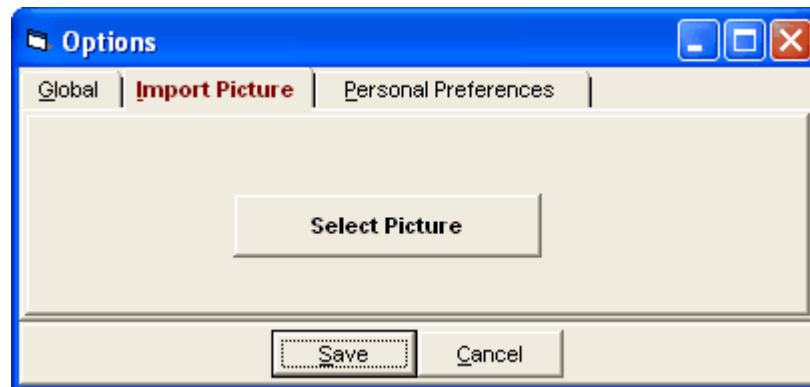 Options
Global Import Picture Personal Preferences
Select Picture
Save Cancel